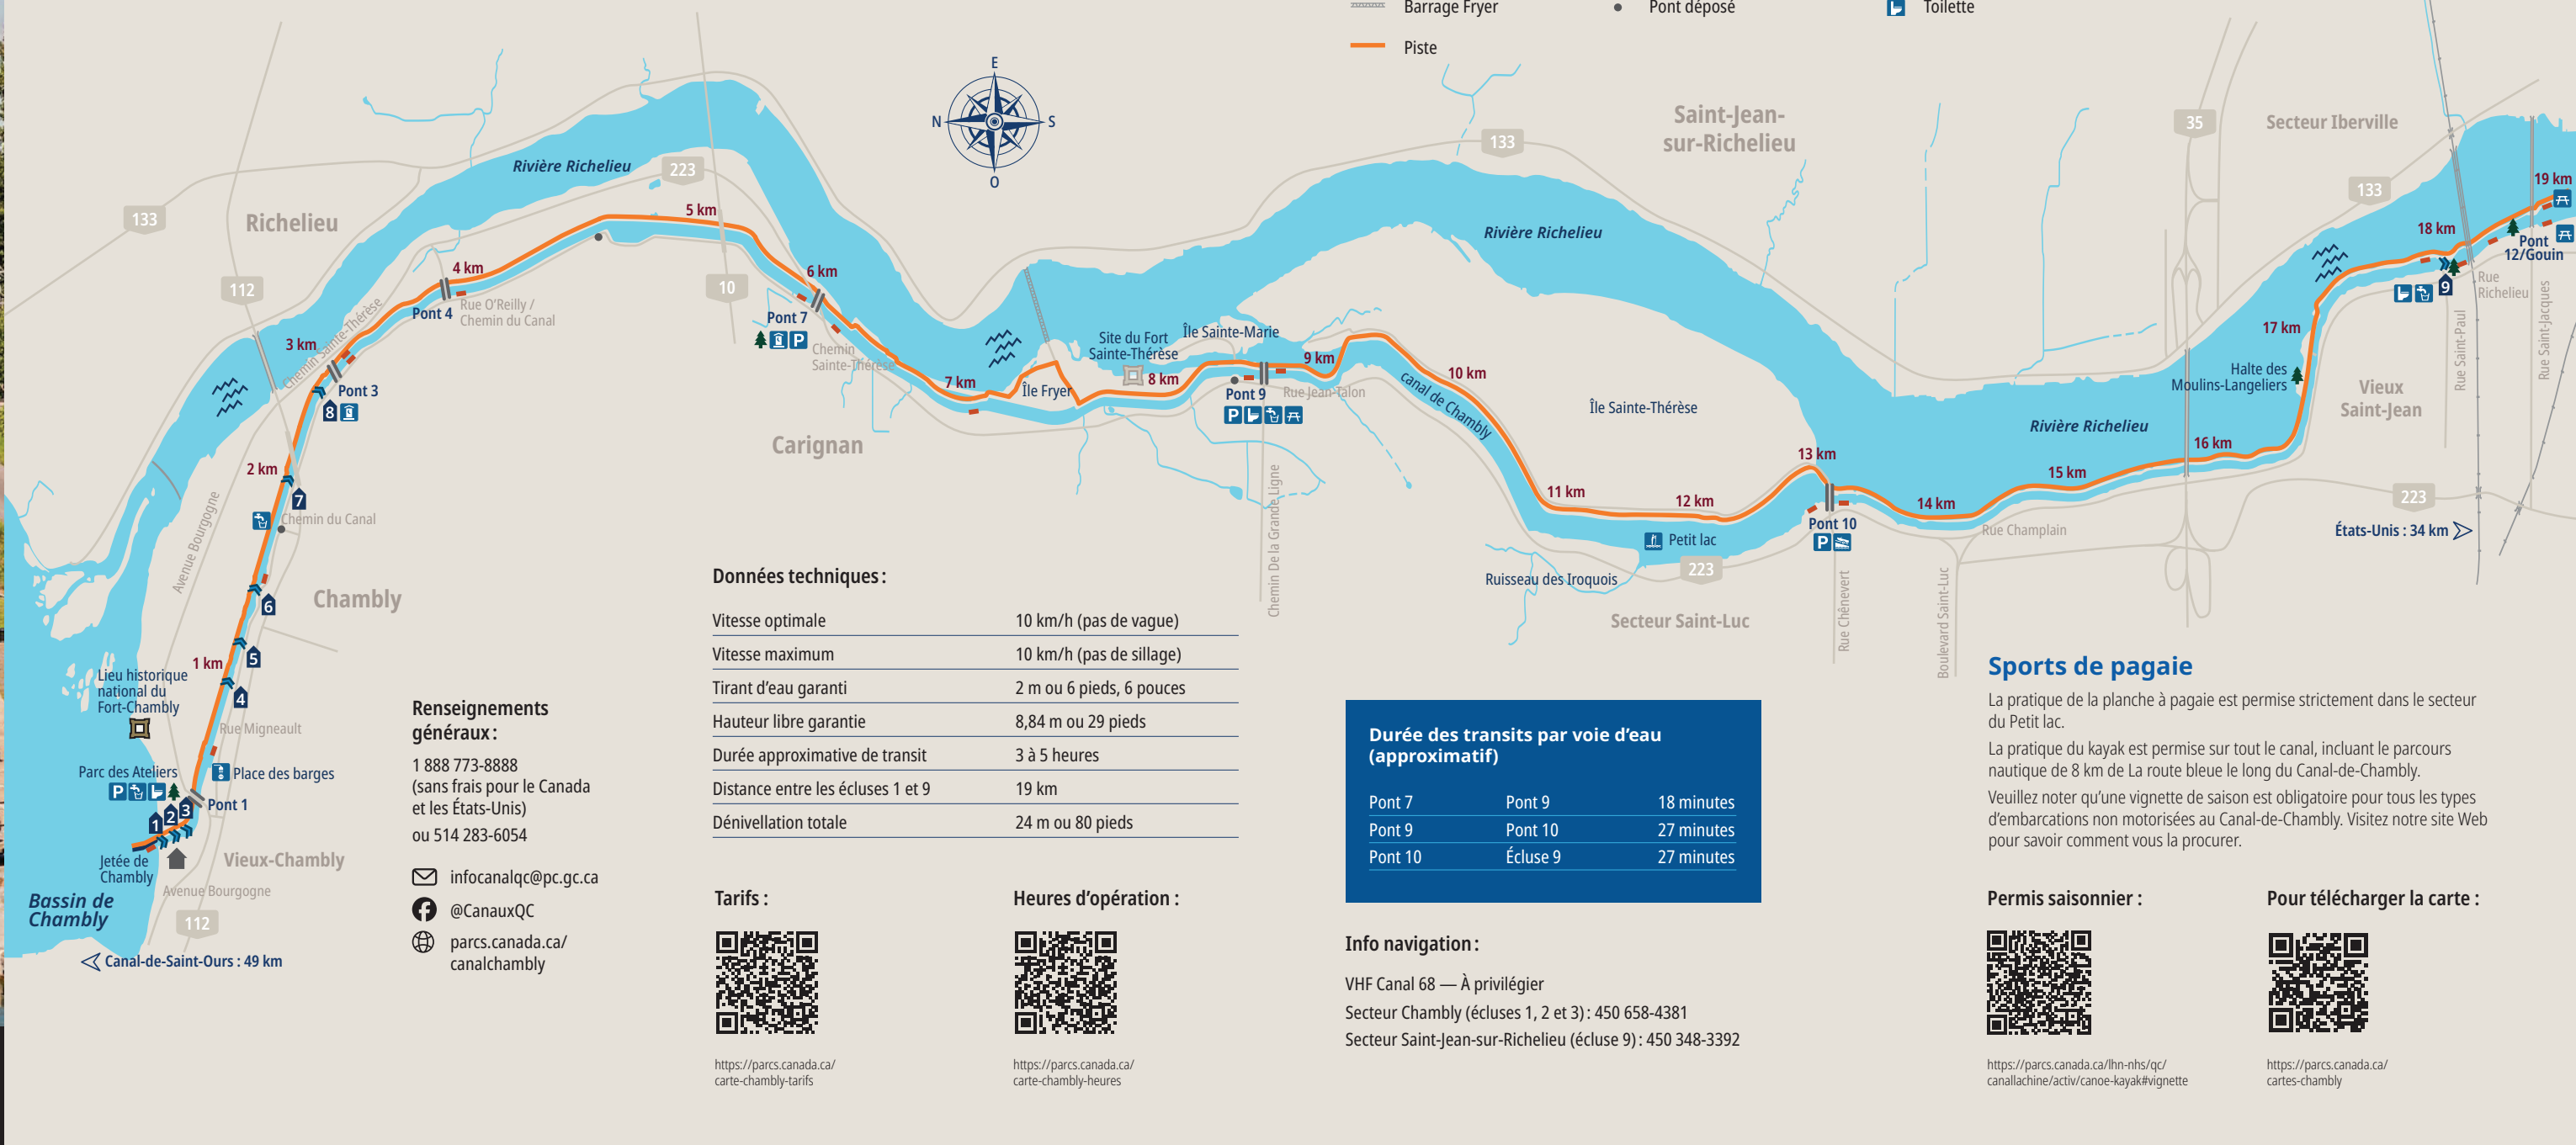 Barrage Fryer
Pont déposé
Toilette
Piste
E
N
S
O
Rivière Richelieu
223
133
Richelieu
112
5 km
4 km
Pont 4
Rue O'Reilly /
Chemin du Canal
10
6 km
Pont 7
P
Chemin
Sainte-Thérèse
3 km
Chemin Sainte-Thérèse
Pont 3
8
2 km
7
Chemin du Canal
Avenue Bourgogne
6
Chambly
5
1 km
4
Lieu historique
national du
Fort-Chambly
Rue Migneault
Parc des Ateliers
P
Place des barges
Pont 1
1
2
3
Jetée de
Chambly
Vieux-Chambly
Avenue Bourgogne
Bassin de
Chambly
112
Canal-de-Saint-Ours : 49 km
Carignan
7 km
Île Fryer
Site du Fort
Sainte-Thérèse
Île Sainte-Marie
8 km
Pont 9
P
9 km
Rue Jean-Talon
Chemin De la Grande Ligne
133
Saint-Jean-
sur-Richelieu
Rivière Richelieu
10 km
canal de Chambly
Île Sainte-Thérèse
11 km
12 km
13 km
Pont 10
P
Petit lac
223
Ruisseau des Iroquois
Secteur Saint-Luc
Rue Chênevert
Boulevard Saint-Luc
14 km
Rue Champlain
15 km
Rivière Richelieu
16 km
35
Secteur Iberville
133
17 km
Halte des
Moulins-Langeliers
18 km
9
19 km
Pont
12/Gouin
Rue
Richelieu
Rue Saint-Paul
Rue Saint-Jacques
Vieux
Saint-Jean
223
États-Unis : 34 km
Renseignements
généraux :
1 888 773-8888
(sans frais pour le Canada
et les États-Unis)
ou 514 283-6054
infocanalqc@pc.gc.ca
@CanauxQC
parcs.canada.ca/
canalchambly
Données techniques :
Vitesse optimale 10 km/h (pas de vague)
Vitesse maximum 10 km/h (pas de sillage)
Tirant d'eau garanti 2 m ou 6 pieds, 6 pouces
Hauteur libre garantie 8,84 m ou 29 pieds
Durée approximative de transit 3 à 5 heures
Distance entre les écluses 1 et 9 19 km
Dénivellation totale 24 m ou 80 pieds
Tarifs :
https://parcs.canada.ca/
carte-chambly-tarifs
Heures d'opération :
https://parcs.canada.ca/
carte-chambly-heures
Durée des transits par voie d'eau
(approximatif)
Pont 7 Pont 9 18 minutes
Pont 9 Pont 10 27 minutes
Pont 10 Écluse 9 27 minutes
Info navigation :
VHF Canal 68 — À privilégier
Secteur Chambly (écluses 1, 2 et 3) : 450 658-4381
Secteur Saint-Jean-sur-Richelieu (écluse 9) : 450 348-3392
Sports de pagaie
La pratique de la planche à pagaie est permise strictement dans le secteur
du Petit lac.
La pratique du kayak est permise sur tout le canal, incluant le parcours
nautique de 8 km de La route bleue le long du Canal-de-Chambly.
Veuillez noter qu'une vignette de saison est obligatoire pour tous les types
d'embarcations non motorisées au Canal-de-Chambly. Visitez notre site Web
pour savoir comment vous la procurer.
Permis saisonnier :
https://parcs.canada.ca/lhn-nhs/qc/
canallachine/activ/canoe-kayak#vignette
Pour télécharger la carte :
https://parcs.canada.ca/
cartes-chambly